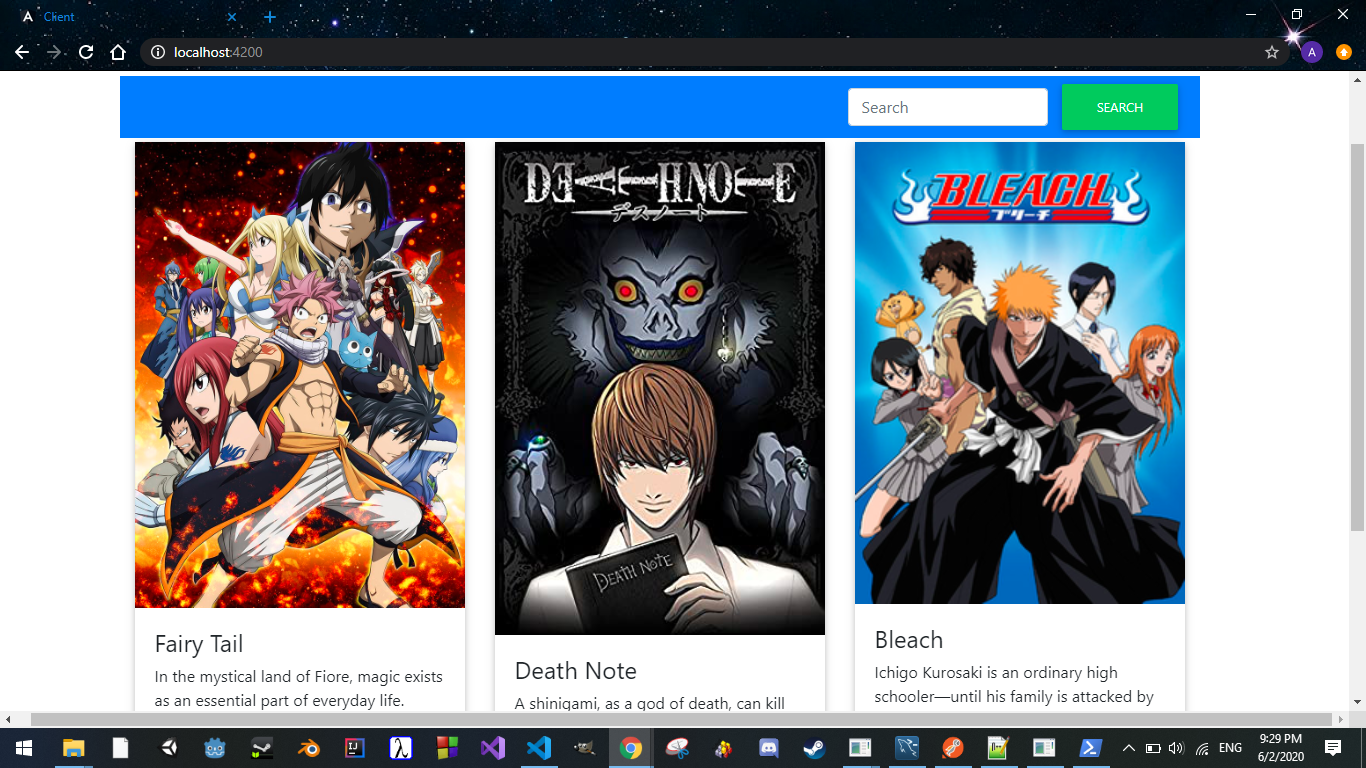 Client
localhost:4200
Search
SEARCH
DEATH NOTE
デスノート
DEATH NOTE
BLEACH
ブリーチ
Fairy Tail
In the mystical land of Fiore, magic exists
as an essential part of everyday life.
Death Note
A shinigami, as a god of death, can kill
Bleach
Ichigo Kurosaki is an ordinary high
schooler—until his family is attacked by
A
ENG
9:29 PM
6/2/2020